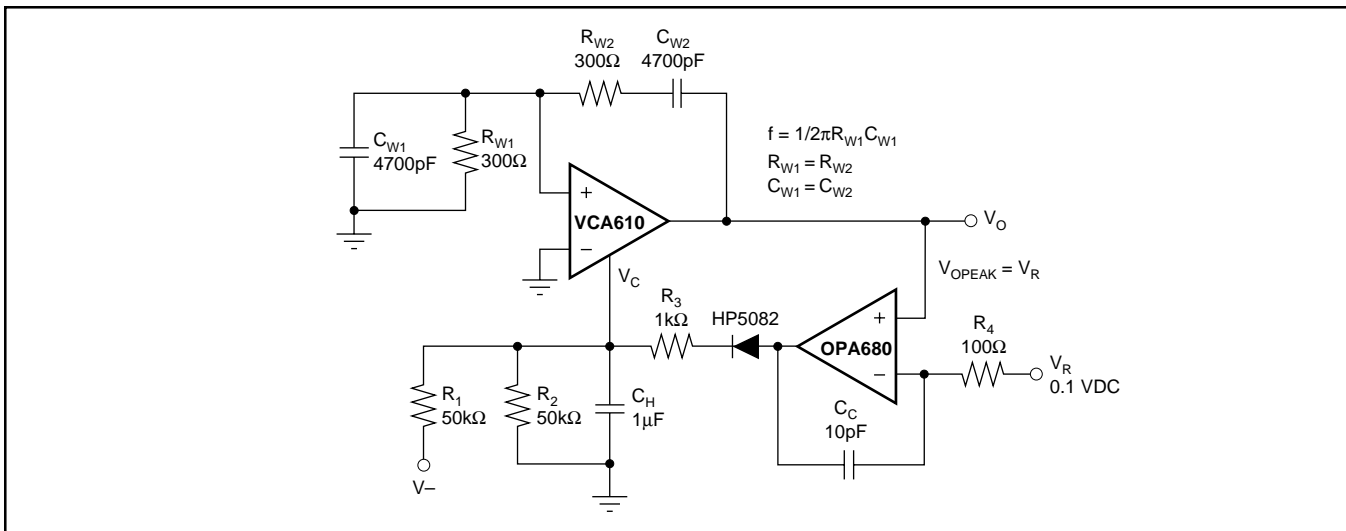 R_W2
300Ω
C_W2
4700pF
C_W1
4700pF
R_W1
300Ω
f = 1/2πR_W1C_W1
R_W1 = R_W2
C_W1 = C_W2
+
VCA610
–
V_O
V_C
V_OPEAK = V_R
R_3
1kΩ
HP5082
+
OPA680
–
R_4
100Ω
V_R
0.1 VDC
R_1
50kΩ
R_2
50kΩ
C_H
1µF
C_C
10pF
V–